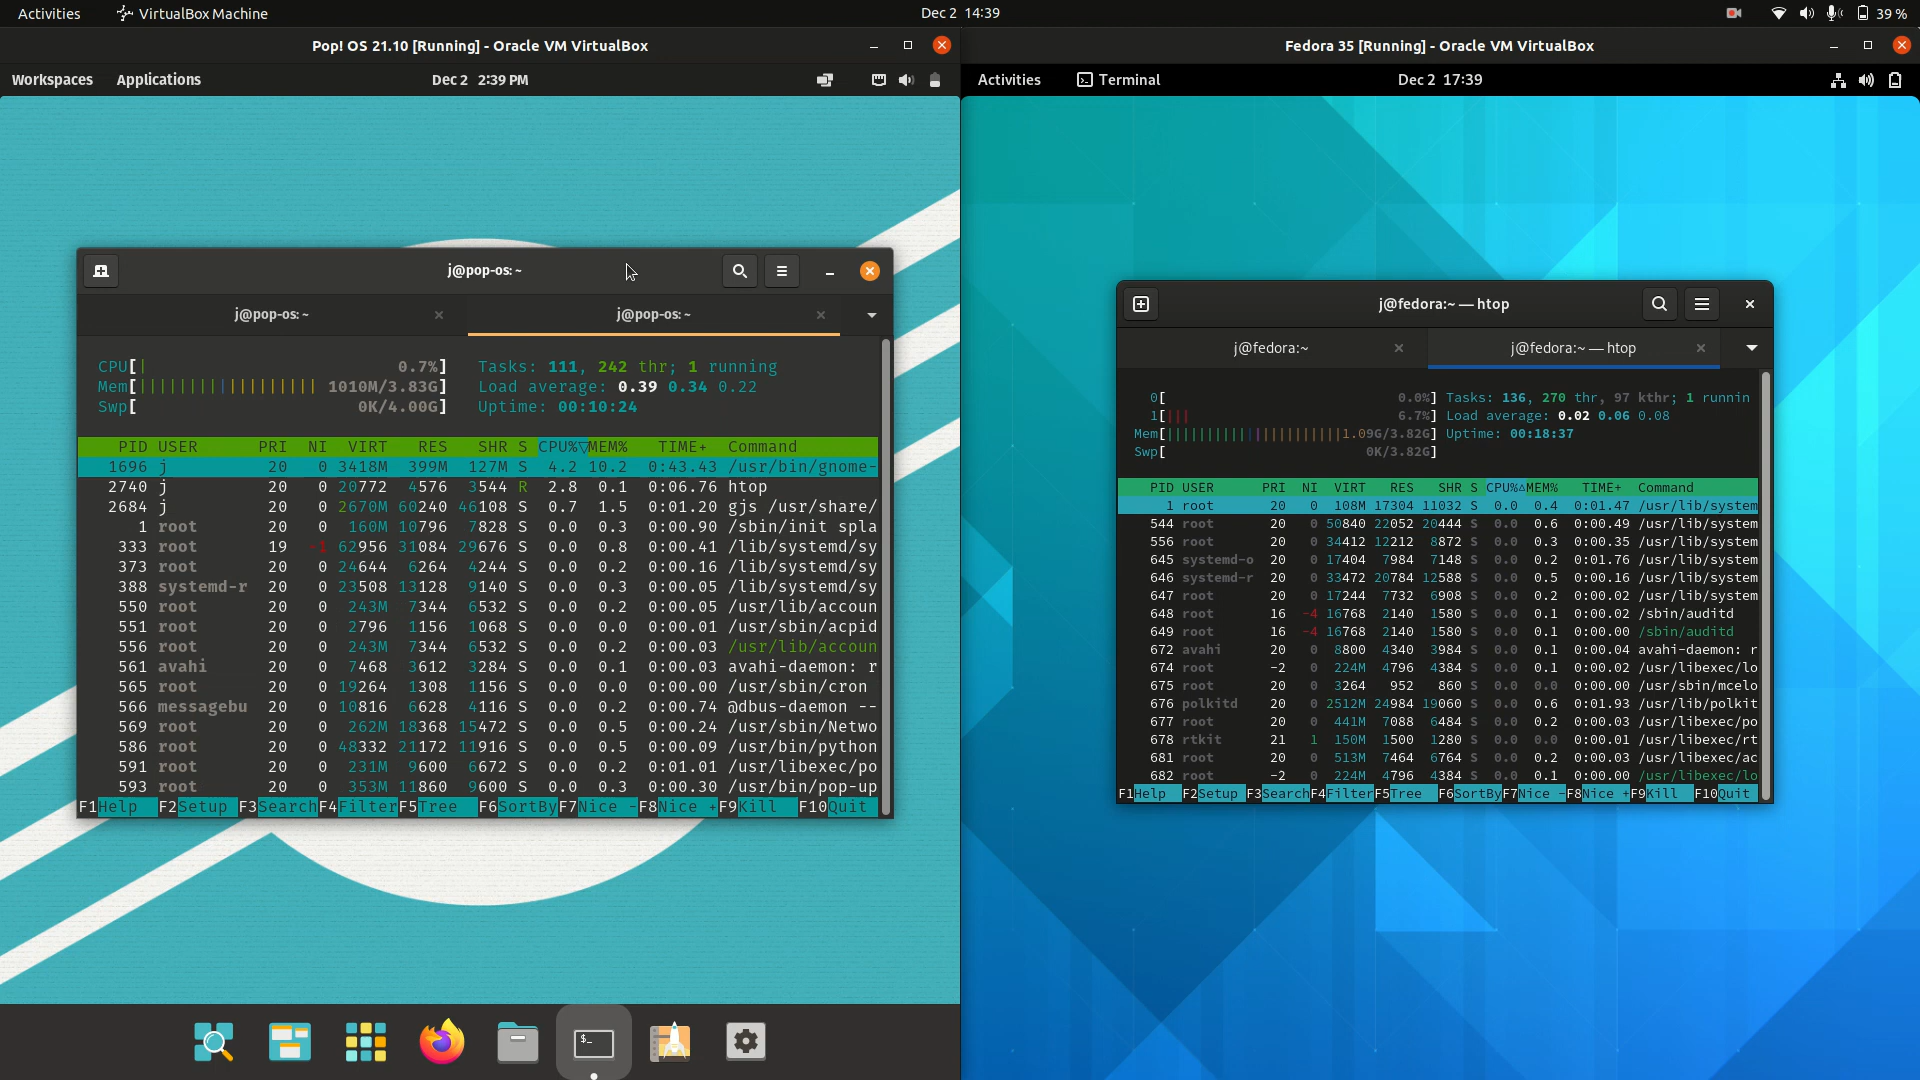 Activities VirtualBox Machine Dec 2 14:39 39 %
Pop! OS 21.10 [Running] - Oracle VM VirtualBox
Workspaces Applications Dec 2 2:39 PM
j@pop-os: ~
j@pop-os: ~ × j@pop-os: ~ ×
CPU[| 0.7%] Tasks: 111, 242 thr; 1 running
Mem[|||||||||||||||||| 1010M/3.83G] Load average: 0.39 0.34 0.22
Swp[ 0K/4.00G] Uptime: 00:10:24
PID USER PRI NI VIRT RES SHR S CPU%▽MEM% TIME+ Command
1696 j 20 0 3418M 399M 127M S 4.2 10.2 0:43.43 /usr/bin/gnome-
2740 j 20 0 20772 4576 3544 R 2.8 0.1 0:06.76 htop
2684 j 20 0 2670M 60240 46108 S 0.7 1.5 0:01.20 gjs /usr/share/
1 root 20 0 160M 10796 7828 S 0.0 0.3 0:00.90 /sbin/init spla
333 root 19 -1 62956 31084 29676 S 0.0 0.8 0:00.41 /lib/systemd/sy
373 root 20 0 24644 6264 4244 S 0.0 0.2 0:00.16 /lib/systemd/sy
388 systemd-r 20 0 23508 13128 9140 S 0.0 0.3 0:00.05 /lib/systemd/sy
550 root 20 0 243M 7344 6532 S 0.0 0.2 0:00.05 /usr/lib/accoun
551 root 20 0 2796 1156 1068 S 0.0 0.0 0:00.01 /usr/sbin/acpid
556 root 20 0 243M 7344 6532 S 0.0 0.2 0:00.03 /usr/lib/accoun
561 avahi 20 0 7468 3612 3284 S 0.0 0.1 0:00.03 avahi-daemon: r
565 root 20 0 19264 1308 1156 S 0.0 0.0 0:00.00 /usr/sbin/cron
566 messagebu 20 0 10816 6628 4116 S 0.0 0.2 0:00.74 @dbus-daemon --
569 root 20 0 262M 18368 15472 S 0.0 0.5 0:00.24 /usr/sbin/Netwo
586 root 20 0 48332 21172 11916 S 0.0 0.5 0:00.09 /usr/bin/python
591 root 20 0 231M 9600 6672 S 0.0 0.2 0:01.01 /usr/libexec/po
593 root 20 0 353M 11860 9600 S 0.0 0.3 0:00.30 /usr/bin/pop-up
F1Help F2Setup F3SearchF4FilterF5Tree F6SortByF7Nice -F8Nice +F9Kill F10Quit
Fedora 35 [Running] - Oracle VM VirtualBox
Activities Terminal Dec 2 17:39
j@fedora:~ — htop
j@fedora:~ × j@fedora:~ — htop ×
0[ 0.0%] Tasks: 136, 270 thr, 97 kthr; 1 runnin
1[||| 6.7%] Load average: 0.02 0.06 0.08
Mem[||||||||||||||||||||||1.09G/3.82G] Uptime: 00:18:37
Swp[ 0K/3.82G]
PID USER PRI NI VIRT RES SHR S CPU%△MEM% TIME+ Command
1 root 20 0 108M 17304 11032 S 0.0 0.4 0:01.47 /usr/lib/system
544 root 20 0 50840 22052 20444 S 0.0 0.6 0:00.49 /usr/lib/system
556 root 20 0 34412 12212 8872 S 0.0 0.3 0:00.35 /usr/lib/system
645 systemd-o 20 0 17404 7984 7148 S 0.0 0.2 0:01.76 /usr/lib/system
646 systemd-r 20 0 33472 20784 12588 S 0.0 0.5 0:00.16 /usr/lib/system
647 root 20 0 17244 7732 6908 S 0.0 0.2 0:00.02 /usr/lib/system
648 root 16 -4 16768 2140 1580 S 0.0 0.1 0:00.02 /sbin/auditd
649 root 16 -4 16768 2140 1580 S 0.0 0.1 0:00.00 /sbin/auditd
672 avahi 20 0 8800 4340 3984 S 0.0 0.1 0:00.04 avahi-daemon: r
674 root -2 0 224M 4796 4384 S 0.0 0.1 0:00.02 /usr/libexec/lo
675 root 20 0 3264 952 860 S 0.0 0.0 0:00.00 /usr/sbin/mcelo
676 polkitd 20 0 2512M 24984 19060 S 0.0 0.6 0:01.93 /usr/lib/polkit
677 root 20 0 441M 7088 6484 S 0.0 0.2 0:00.03 /usr/libexec/po
678 rtkit 21 1 150M 1500 1280 S 0.0 0.0 0:00.01 /usr/libexec/rt
681 root 20 0 513M 7464 6764 S 0.0 0.2 0:00.03 /usr/libexec/ac
682 root -2 0 224M 4796 4384 S 0.0 0.1 0:00.00 /usr/libexec/lo
F1Help F2Setup F3SearchF4FilterF5Tree F6SortByF7Nice -F8Nice +F9Kill F10Quit